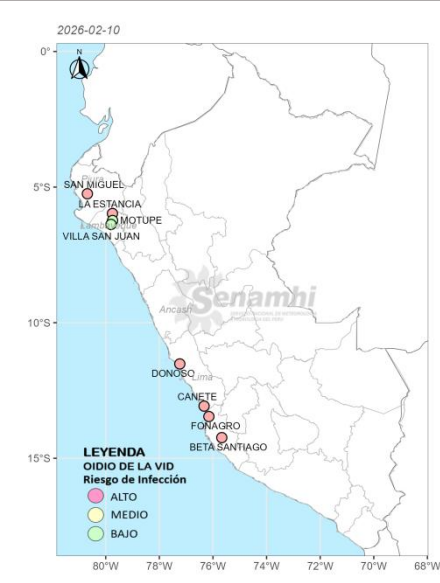 2026-02-10
0°
N
5°S
Piura
SAN MIGUEL
LA ESTANCIA
MOTUPE
Lambayeque
VILLA SAN JUAN
Senamhi
Ancash
10°S
DONOSO
Lima
CANETE
FONAGRO
BETA SANTIAGO
15°S
LEYENDA
OIDIO DE LA VID
Riesgo de Infección
ALTO
MEDIO
BAJO
80°W 78°W 76°W 74°W 72°W 70°W 68°W